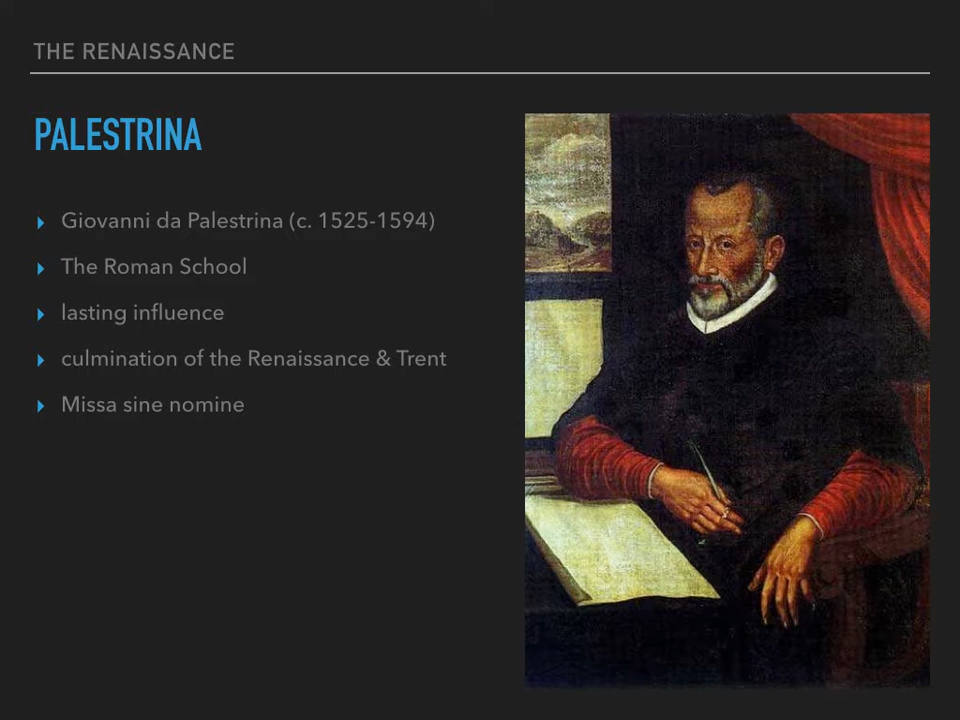 THE RENAISSANCE
PALESTRINA
Giovanni da Palestrina (c. 1525-1594)
The Roman School
lasting influence
culmination of the Renaissance & Trent
Missa sine nomine